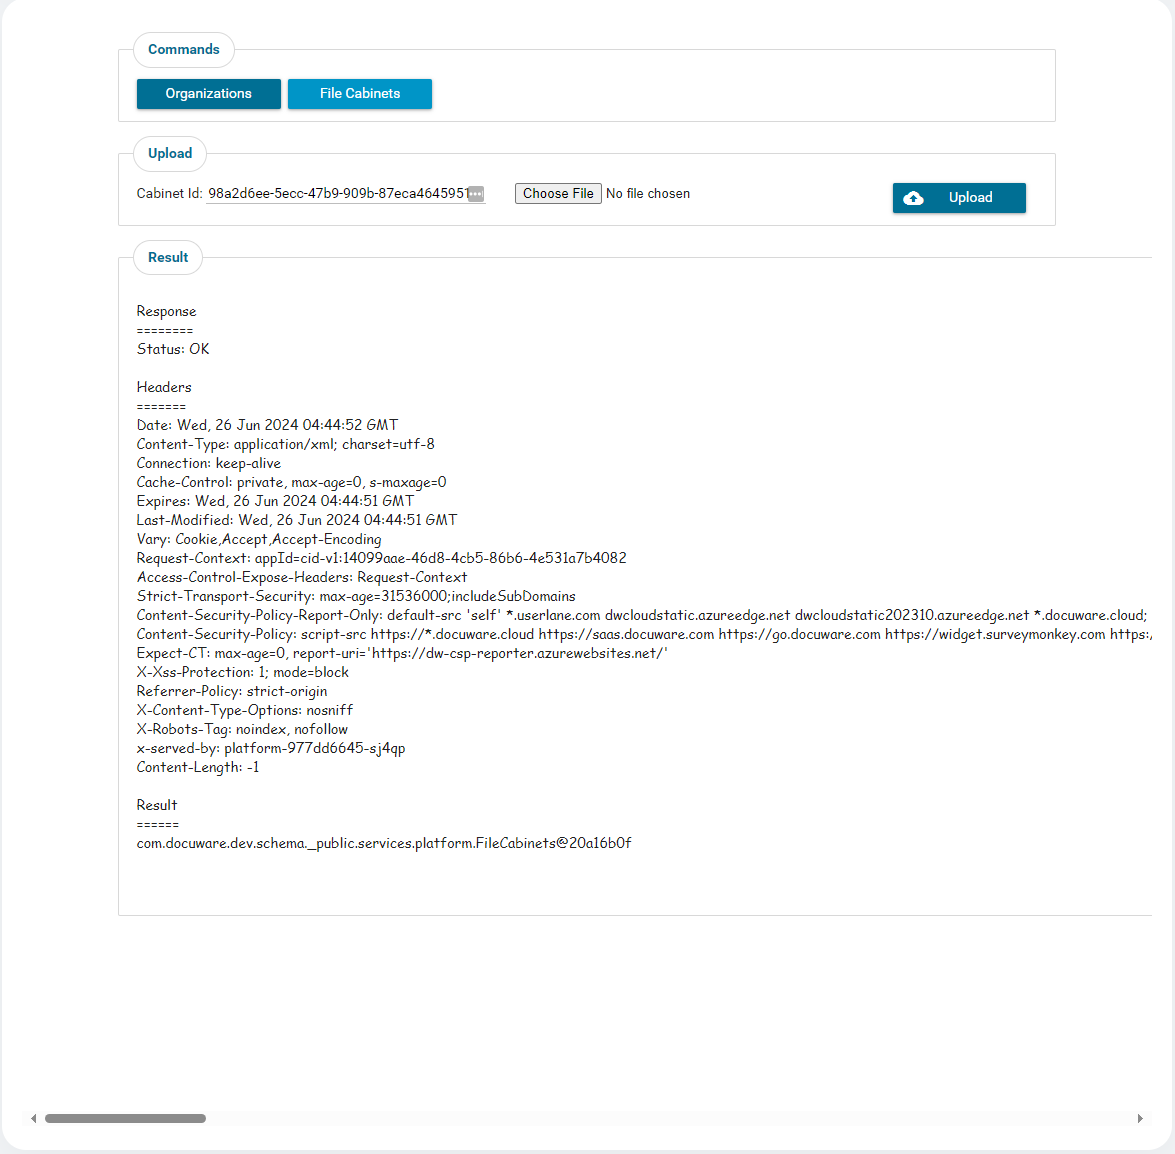 Commands
Organizations File Cabinets
Upload
Cabinet Id: 98a2d6ee-5ecc-47b9-909b-87eca4645951 Choose File No file chosen Upload
Result
Response
========
Status: OK
Headers
=======
Date: Wed, 26 Jun 2024 04:44:52 GMT
Content-Type: application/xml; charset=utf-8
Connection: keep-alive
Cache-Control: private, max-age=0, s-maxage=0
Expires: Wed, 26 Jun 2024 04:44:51 GMT
Last-Modified: Wed, 26 Jun 2024 04:44:51 GMT
Vary: Cookie,Accept,Accept-Encoding
Request-Context: appId=cid-v1:14099aae-46d8-4cb5-86b6-4e531a7b4082
Access-Control-Expose-Headers: Request-Context
Strict-Transport-Security: max-age=31536000;includeSubDomains
Content-Security-Policy-Report-Only: default-src 'self' *.userlane.com dwcloudstatic.azureedge.net dwcloudstatic202310.azureedge.net *.docuware.cloud;
Content-Security-Policy: script-src https://*.docuware.cloud https://saas.docuware.com https://go.docuware.com https://widget.surveymonkey.com https:/
Expect-CT: max-age=0, report-uri='https://dw-csp-reporter.azurewebsites.net/'
X-Xss-Protection: 1; mode=block
Referrer-Policy: strict-origin
X-Content-Type-Options: nosniff
X-Robots-Tag: noindex, nofollow
x-served-by: platform-977dd6645-sj4qp
Content-Length: -1
Result
======
com.docuware.dev.schema._public.services.platform.FileCabinets@20a16b0f